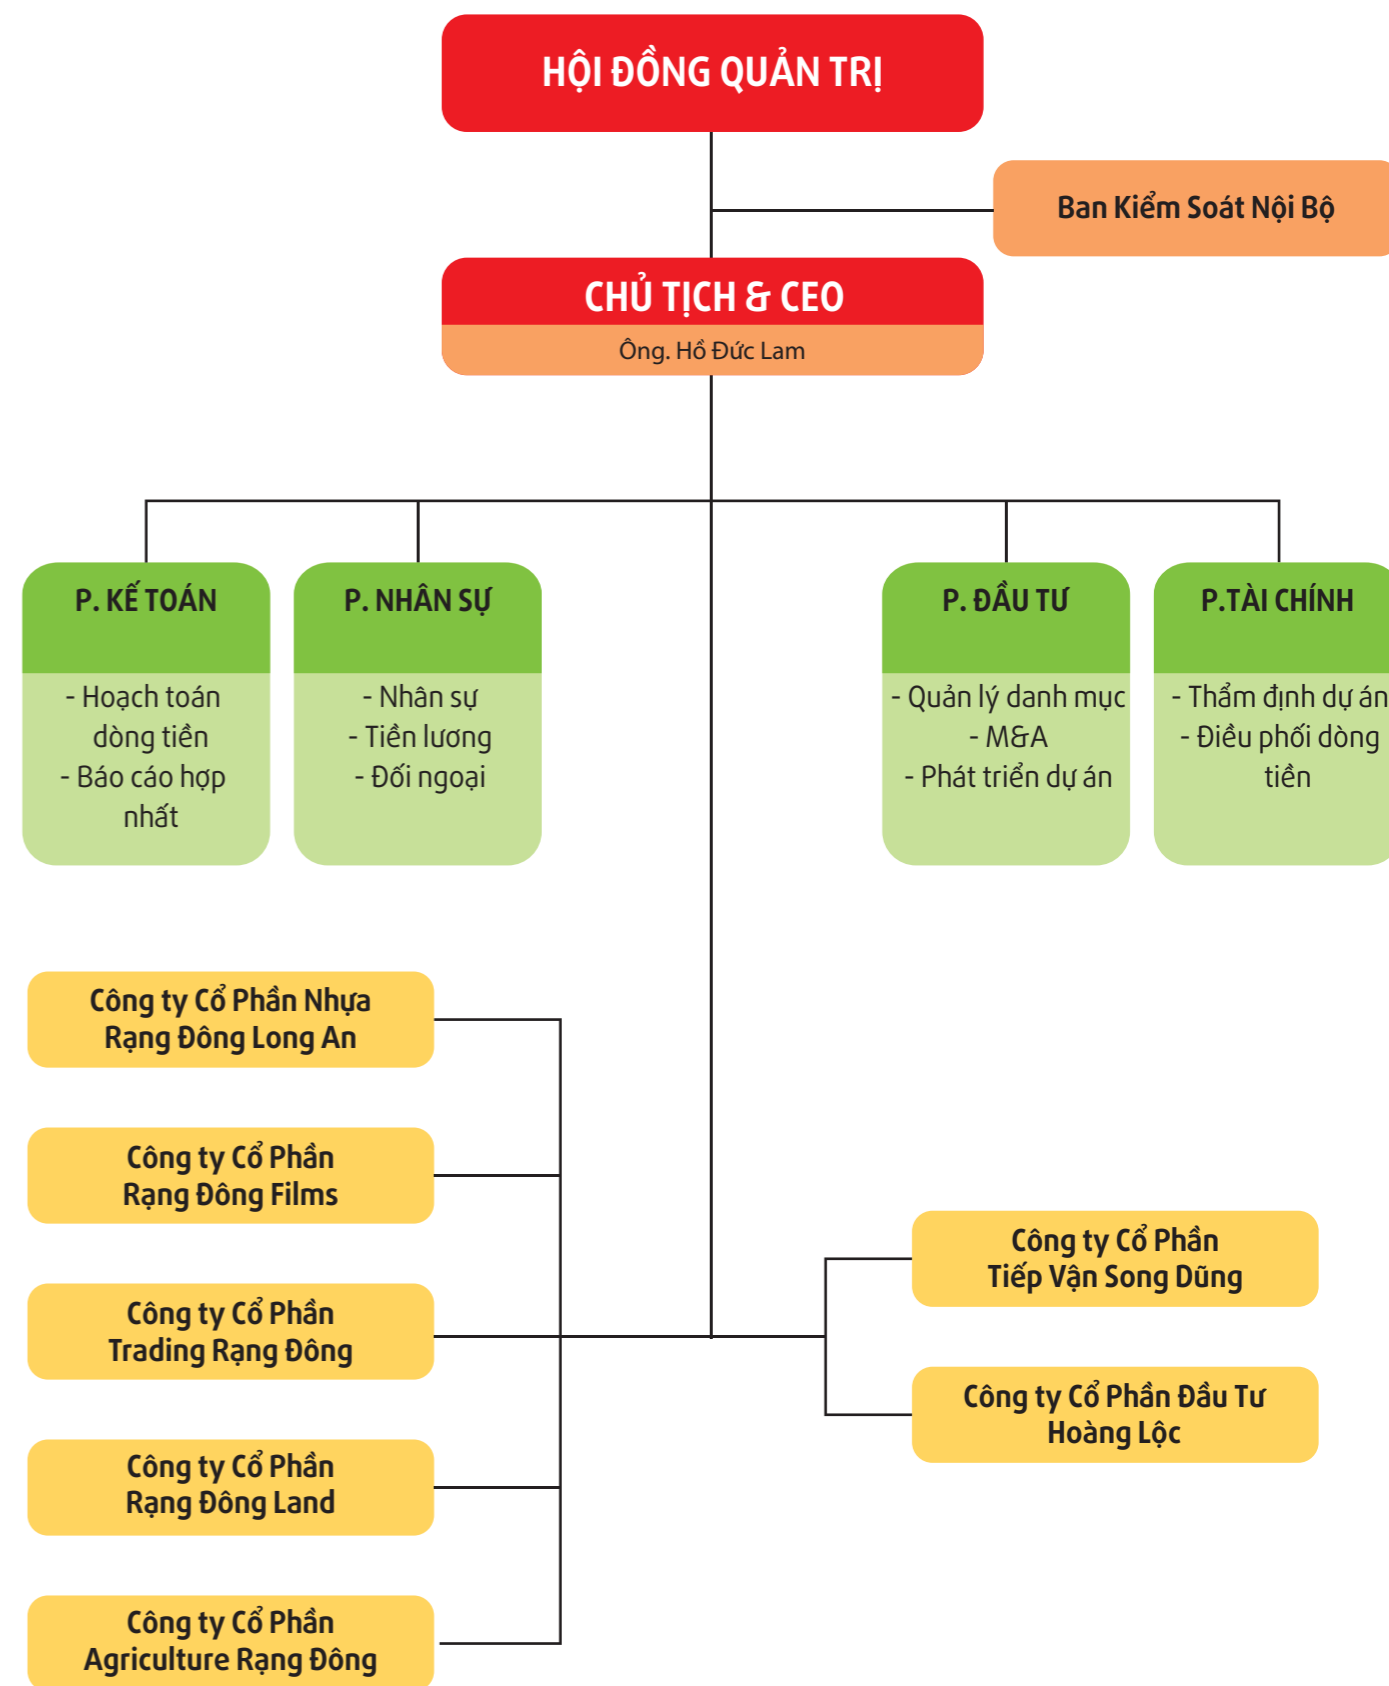 HỘI ĐỒNG QUẢN TRỊ
Ban Kiểm Soát Nội Bộ
CHỦ TỊCH & CEO
Ông. Hồ Đức Lam
P. KẾ TOÁN
- Hoạch toán
dòng tiền
- Báo cáo hợp
nhất
P. NHÂN SỰ
- Nhân sự
- Tiền lương
- Đối ngoại
P. ĐẦU TƯ
- Quản lý danh mục
- M&A
- Phát triển dự án
P.TÀI CHÍNH
- Thẩm định dự án
- Điều phối dòng
tiền
Công ty Cổ Phần Nhựa
Rạng Đông Long An
Công ty Cổ Phần
Rạng Đông Films
Công ty Cổ Phần
Trading Rạng Đông
Công ty Cổ Phần
Rạng Đông Land
Công ty Cổ Phần
Agriculture Rạng Đông
Công ty Cổ Phần
Tiếp Vận Song Dũng
Công ty Cổ Phần Đầu Tư
Hoàng Lộc